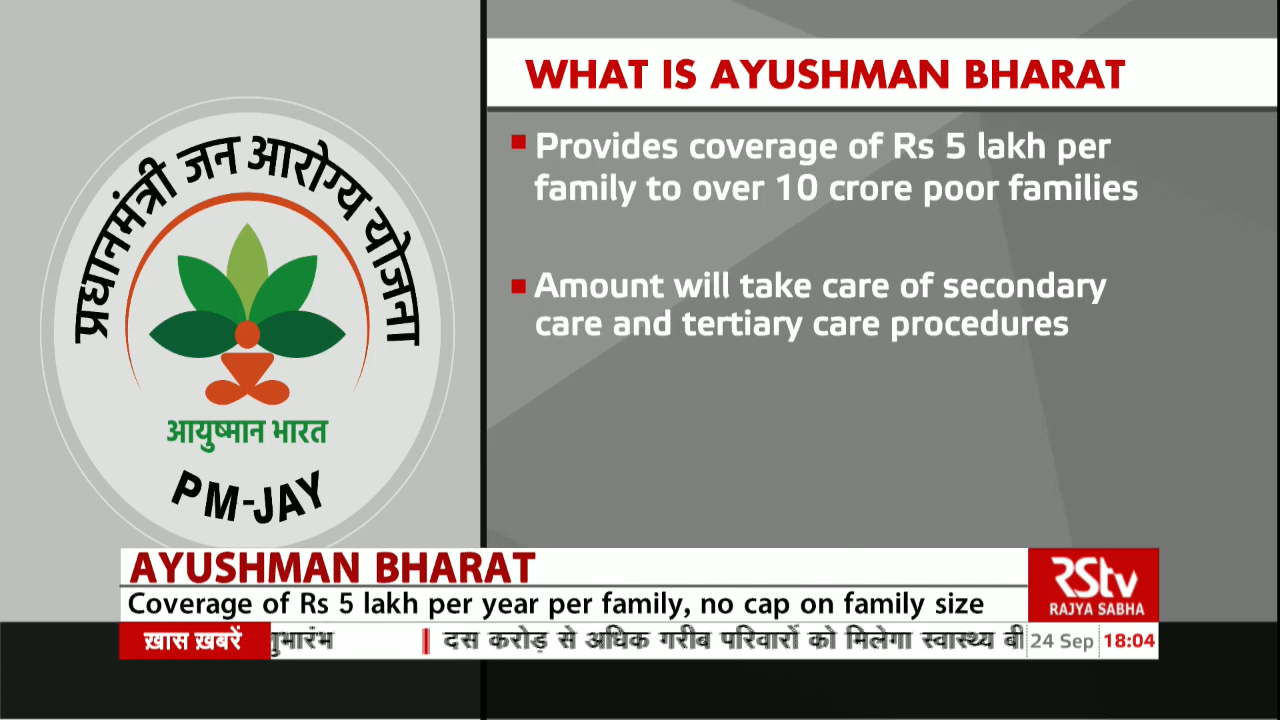 प्रधानमंत्री जन आरोग्य योजना
आयुष्मान भारत
PM-JAY
WHAT IS AYUSHMAN BHARAT
Provides coverage of Rs 5 lakh per
family to over 10 crore poor families
Amount will take care of secondary
care and tertiary care procedures
AYUSHMAN BHARAT
Coverage of Rs 5 lakh per year per family, no cap on family size
RStv
RAJYA SABHA
ख़ास ख़बरें
दस करोड़ से अधिक गरीब परिवारों को मिलेगा स्वास्थ्य बी
24 Sep 18:04